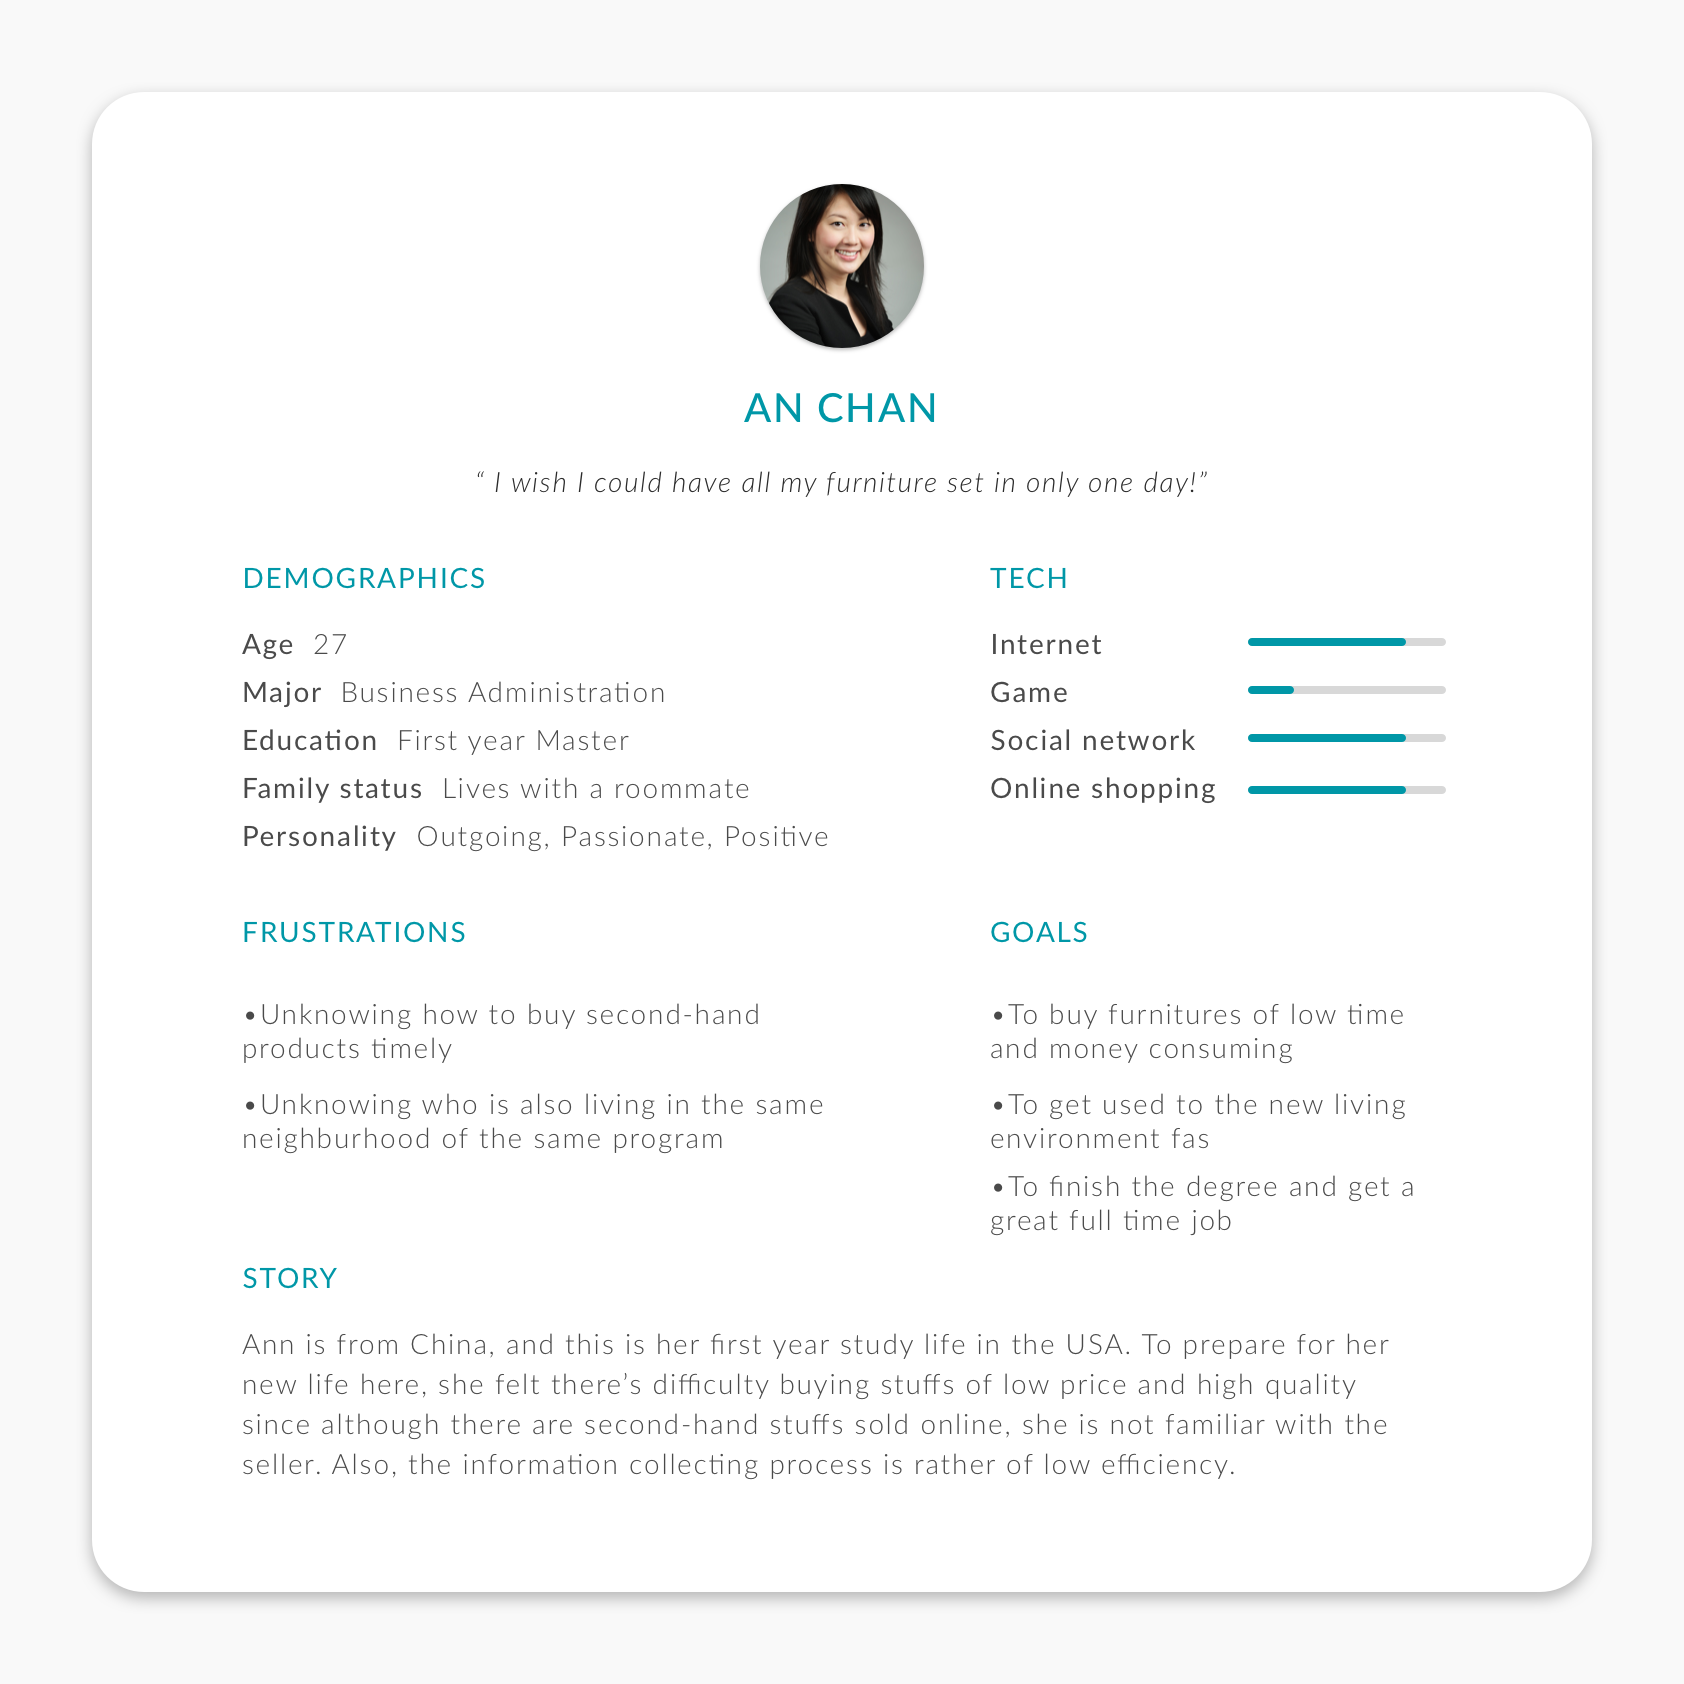 AN CHAN
“ I wish I could have all my furniture set in only one day!”
DEMOGRAPHICS
Age 27
Major Business Administration
Education First year Master
Family status Lives with a roommate
Personality Outgoing, Passionate, Positive
TECH
Internet
Game
Social network
Online shopping
FRUSTRATIONS
•Unknowing how to buy second-hand
products timely
•Unknowing who is also living in the same
neighburhood of the same program
GOALS
•To buy furnitures of low time
and money consuming
•To get used to the new living
environment fas
•To finish the degree and get a
great full time job
STORY
Ann is from China, and this is her first year study life in the USA. To prepare for her
new life here, she felt there’s difficulty buying stuffs of low price and high quality
since although there are second-hand stuffs sold online, she is not familiar with the
seller. Also, the information collecting process is rather of low efficiency.